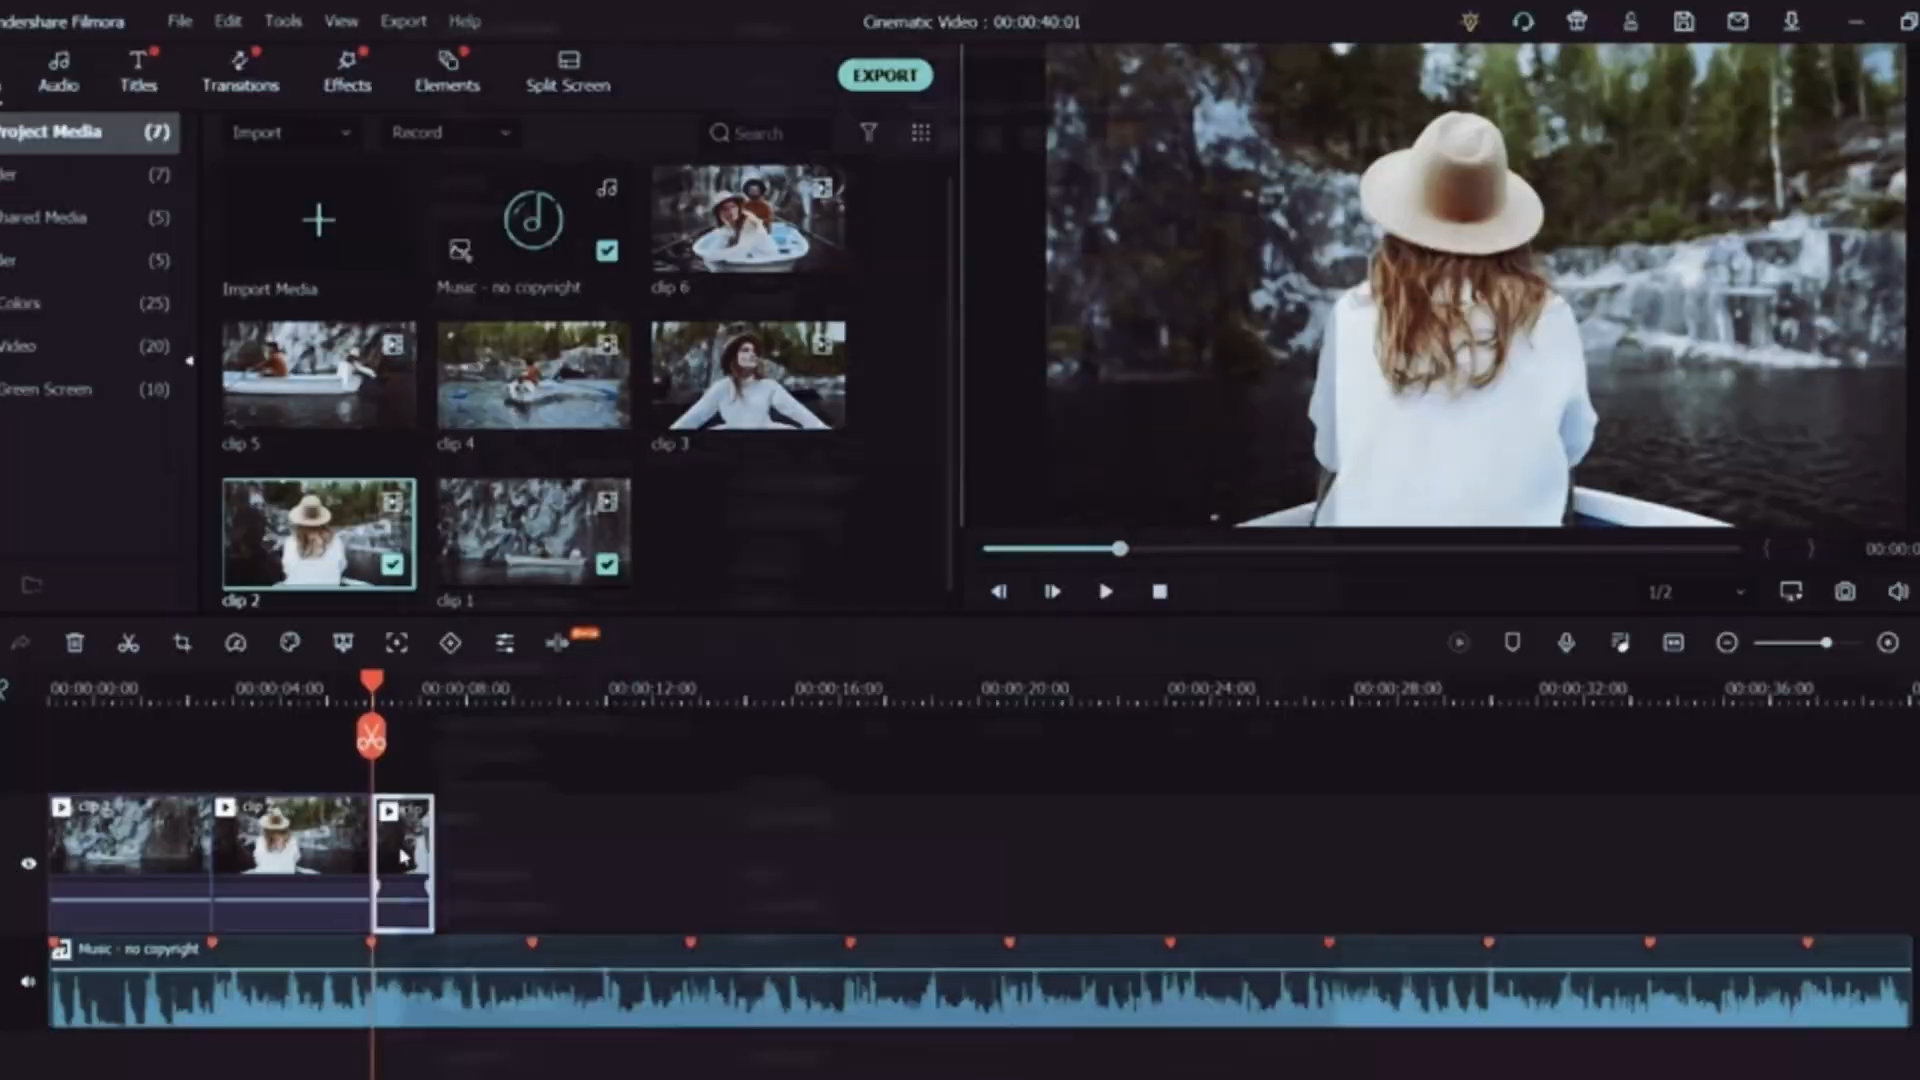 ndershare Filmora File Edit Tools View Export Help Cinematic Video : 00:00:40:01
Audio Titles Transitions Effects Elements Split Screen EXPORT
Project Media (7) Import Record Search
der (7)
hared Media (5)
der (5)
Colors (25)
Video (20)
Green Screen (10)
Import Media Music - no copyright clip 6
clip 5 clip 4 clip 3
clip 2 clip 1
00:00:0
1/2
Beta
00:00:00:00 00:00:04:00 00:00:08:00 00:00:12:00 00:00:16:00 00:00:20:00 00:00:24:00 00:00:28:00 00:00:32:00 00:00:36:00
clip clip 2 clip
Music - no copyright